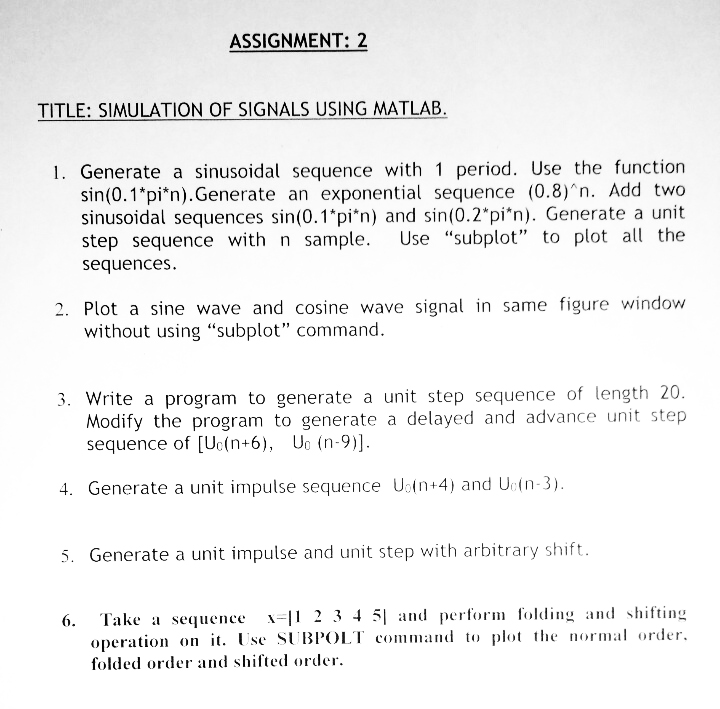 ASSIGNMENT: 2
TITLE: SIMULATION OF SIGNALS USING MATLAB.
1. Generate a sinusoidal sequence with 1 period. Use the function
sin(0.1*pi*n).Generate an exponential sequence (0.8)^n. Add two
sinusoidal sequences sin(0.1*pi*n) and sin(0.2*pi*n). Generate a unit
step sequence with n sample. Use “subplot” to plot all the
sequences.
2. Plot a sine wave and cosine wave signal in same figure window
without using “subplot” command.
3. Write a program to generate a unit step sequence of length 20.
Modify the program to generate a delayed and advance unit step
sequence of [U₀(n+6), U₀ (n-9)].
4. Generate a unit impulse sequence U₀(n+4) and U₀(n-3).
5. Generate a unit impulse and unit step with arbitrary shift.
6. Take a sequence x=[1 2 3 4 5] and perform folding and shifting
operation on it. Use SUBPOLT command to plot the normal order,
folded order and shifted order.